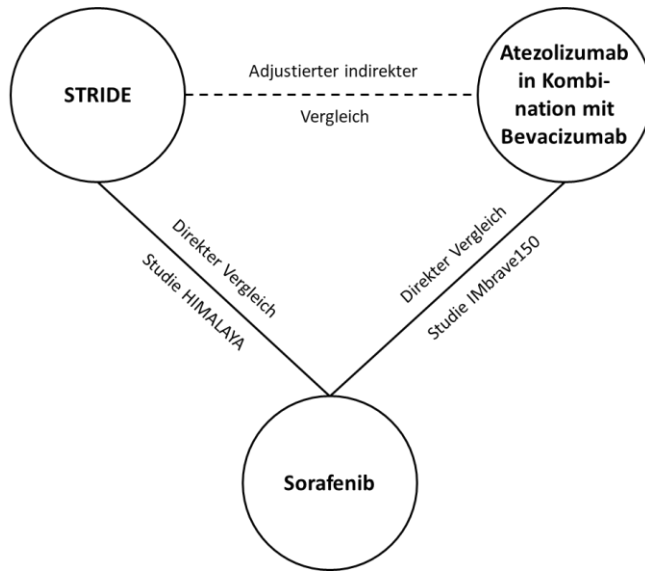 STRIDE
Adjustierter indirekter
Vergleich
Atezolizumab
in Kombi-
nation mit
Bevacizumab
Direkter Vergleich
Studie HIMALAYA
Direkter Vergleich
Studie IMbrave150
Sorafenib